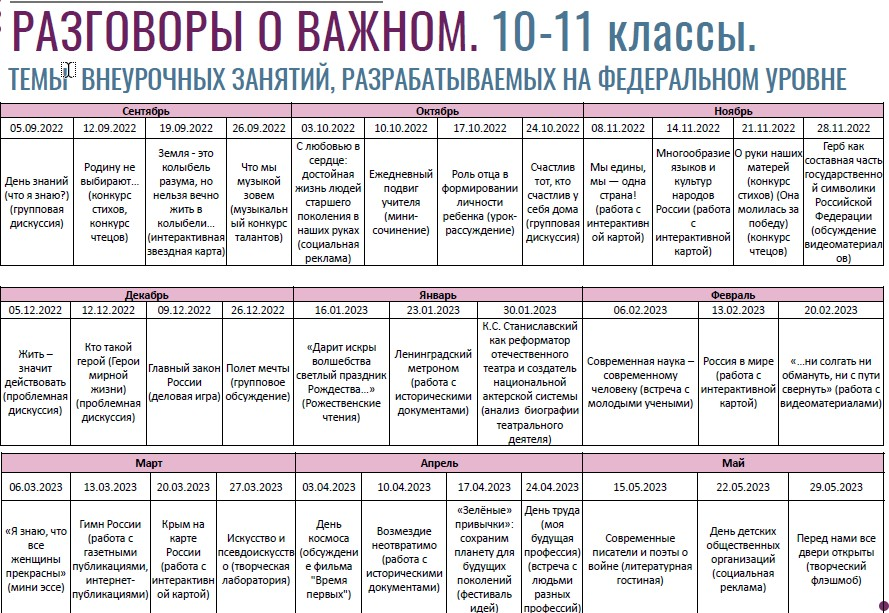 РАЗГОВОРЫ О ВАЖНОМ. 10-11 классы.
ТЕМЫ ВНЕУРОЧНЫХ ЗАНЯТИЙ, РАЗРАБАТЫВАЕМЫХ НА ФЕДЕРАЛЬНОМ УРОВНЕ
Сентябрь
Октябрь
Ноябрь
05.09.2022
12.09.2022
19.09.2022
26.09.2022
03.10.2022
10.10.2022
17.10.2022
24.10.2022
08.11.2022
14.11.2022
21.11.2022
28.11.2022
День знаний
(что я знаю?)
(групповая
дискуссия)
Родину не
выбирают…
(конкурс
стихов,
конкурс
чтецов)
Земля - это
колыбель
разума, но
нельзя вечно
жить в
колыбели…
(интерактивная
звездная карта)
Что мы
музыкой
зовем
(музыкальн
ый конкурс
талантов)
С любовью в
сердце:
достойная
жизнь людей
старшего
поколения в
наших руках
(социальная
реклама)
Ежедневный
подвиг
учителя
(мини-
сочинение)
Роль отца в
формировании
личности
ребенка (урок-
рассуждение)
Счастлив
тот, кто
счастлив у
себя дома
(групповая
дискуссия)
Мы едины,
мы — одна
страна!
(работа с
интерактивн
ой картой)
Многообразие
языков и
культур
народов
России (работа
с
интерактивной
картой)
О руки наших
матерей
(конкурс
стихов) (Она
молилась за
победу)
(конкурс
чтецов)
Герб как
составная часть
государственно
й символики
Российской
Федерации
(обсуждение
видеоматериал
ов)
Декабрь
Январь
Февраль
05.12.2022
12.12.2022
09.12.2022
26.12.2022
16.01.2023
23.01.2023
30.01.2023
06.02.2023
13.02.2023
20.02.2023
Жить –
значит
действовать
(проблемная
дискуссия)
Кто такой
герой (Герои
мирной
жизни)
(проблемная
дискуссия)
Главный закон
России
(деловая игра)
Полет мечты
(групповое
обсуждение)
«Дарит искры
волшебства
светлый праздник
Рождества…»
(Рожественские
чтения)
Ленинградский
метроном
(работа с
историческими
документами)
К.С. Станиславский
как реформатор
отечественного
театра и создатель
национальной
актерской системы
(анализ биографии
театрального
деятеля)
Современная наука –
современному
человеку (встреча с
молодыми учеными)
Россия в мире
(работа с
интерактивной
картой)
«…ни солгать ни
обмануть, ни с пути
свернуть» (работа с
видеоматериалами)
Март
Апрель
Май
06.03.2023
13.03.2023
20.03.2023
27.03.2023
03.04.2023
10.04.2023
17.04.2023
24.04.2023
15.05.2023
22.05.2023
29.05.2023
«Я знаю, что
все
женщины
прекрасны»
(мини эссе)
Гимн России
(работа с
газетными
публикациями,
интернет-
публикациями)
Крым на
карте
России
(работа с
интерактивн
ой картой)
Искусство и
псевдоискусств
о (творческая
лаборатория)
День
космоса
(обсуждени
е фильма
"Время
первых")
Возмездие
неотвратимо
(работа с
историческими
документами)
«Зелёные»
привычки»:
сохраним
планету для
будущих
поколений
(фестиваль
идей)
День труда
(моя
будущая
профессия)
(встреча с
людьми
разных
профессий)
Современные
писатели и поэты о
войне (литературная
гостиная)
День детских
общественных
организаций
(социальная
реклама)
Перед нами все
двери открыты
(творческий
флэшмоб)